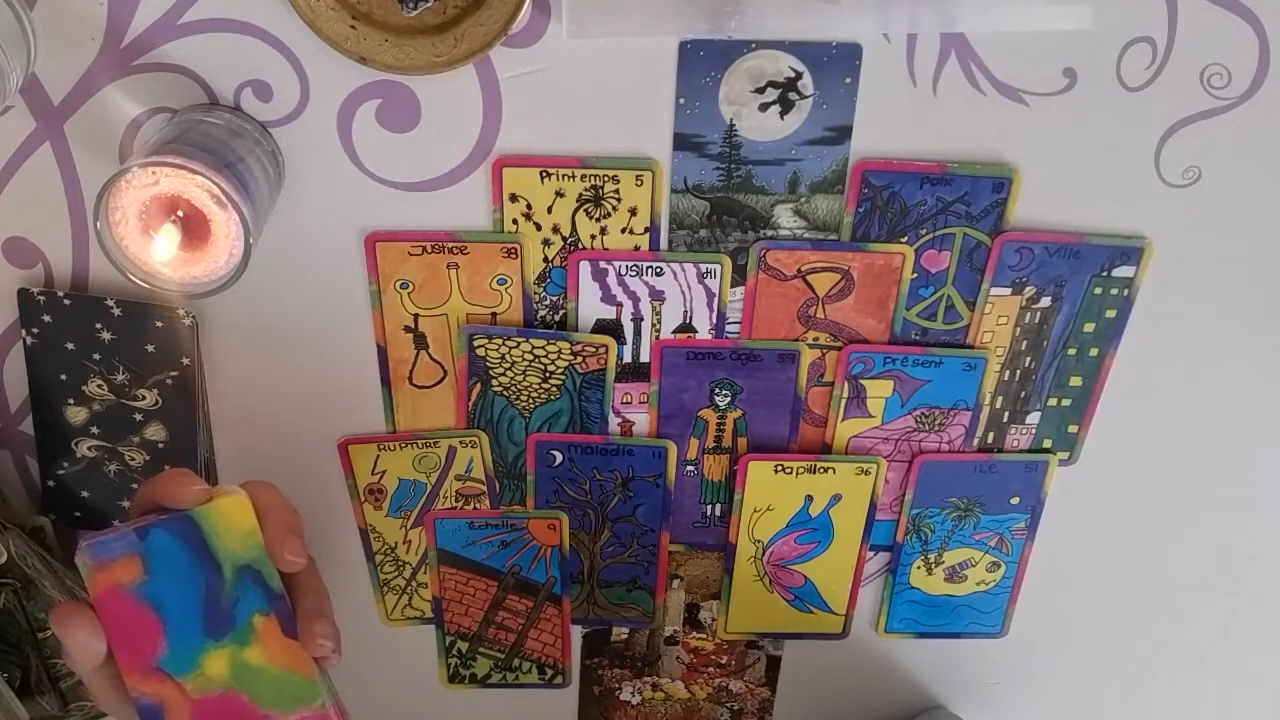 Printemps 5
Paix 18
Justice 38
Usine 41
Ville
Dame âgée 59
Présent 31
RUPTURE 52
Maladie 11
Papillon 36
ILE 51
échelle 9